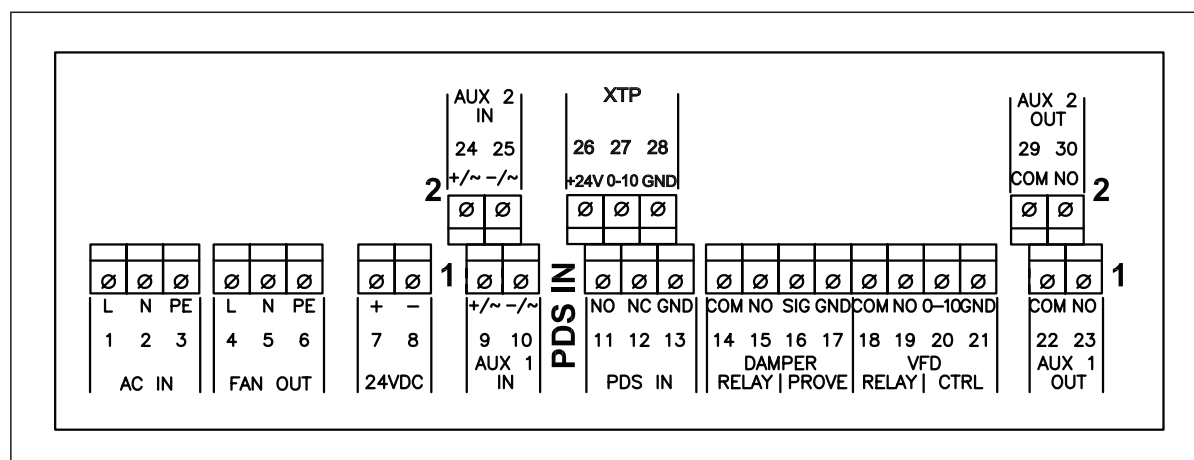 AUX 2 XTP AUX 2
IN OUT
24 25 26 27 28 29 30
+/~ -/~ +24V 0-10 GND COM NO
2 2
1 1
PDS IN
L N PE L N PE + − +/~ -/~ NO NC GND COM NO SIG GND COM NO 0–10 GND COM NO
1 2 3 4 5 6 7 8 9 10 11 12 13 14 15 16 17 18 19 20 21 22 23
AC IN FAN OUT 24VDC AUX 1 PDS IN DAMPER VFD AUX 1
IN RELAY PROVE RELAY CTRL OUT